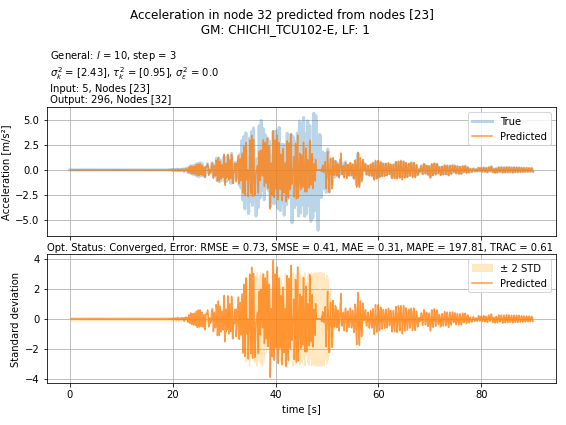 Acceleration in node 32 predicted from nodes [23]
GM: CHICHI_TCU102-E, LF: 1
General: l = 10, step = 3
σ²ₖ = [2.43], τ²ₖ = [0.95], σ²ε = 0.0
Input: 5, Nodes [23]
Output: 296, Nodes [32]
Acceleration [m/s²]
5.0
2.5
0.0
−2.5
−5.0
True
Predicted
Opt. Status: Converged, Error: RMSE = 0.73, SMSE = 0.41, MAE = 0.31, MAPE = 197.81, TRAC = 0.61
Standard deviation
4
2
0
−2
−4
± 2 STD
Predicted
0 20 40 60 80
time [s]